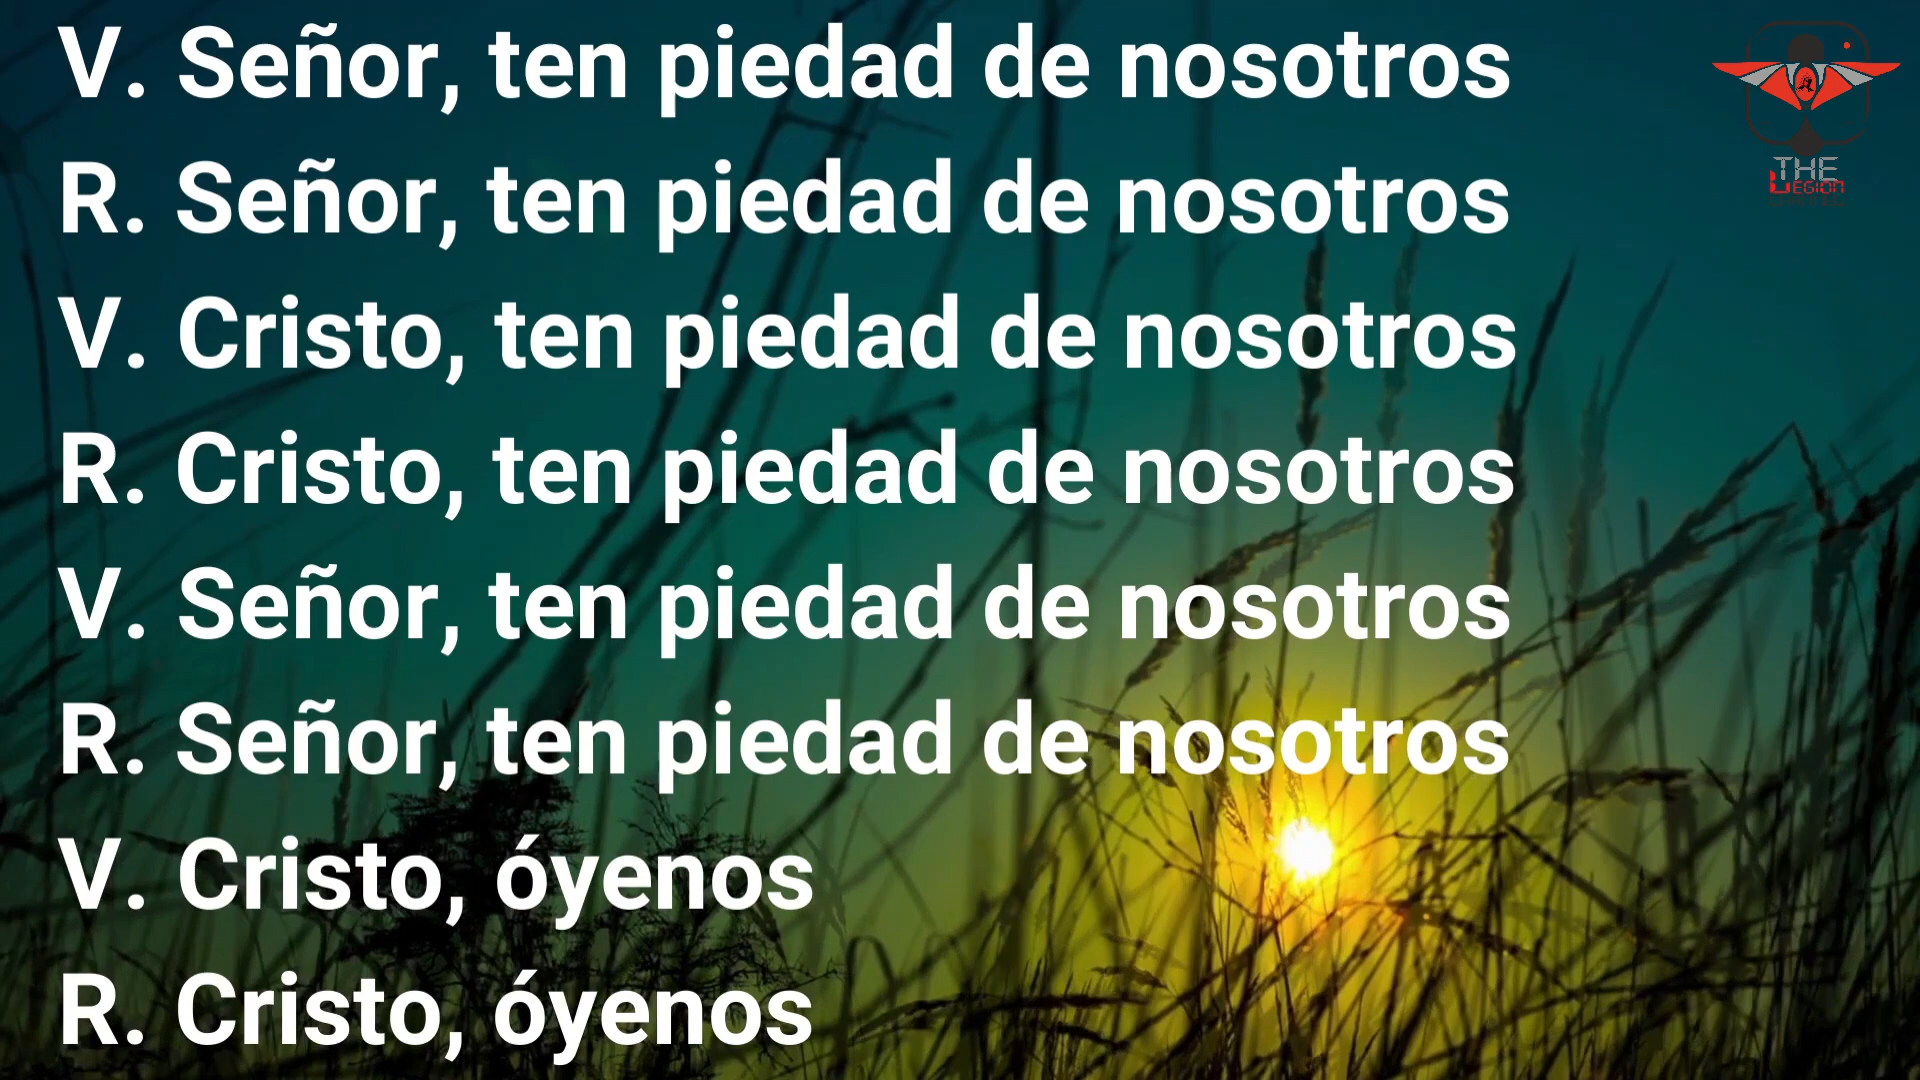 V. Señor, ten piedad de nosotros
R. Señor, ten piedad de nosotros
V. Cristo, ten piedad de nosotros
R. Cristo, ten piedad de nosotros
V. Señor, ten piedad de nosotros
R. Señor, ten piedad de nosotros
V. Cristo, óyenos
R. Cristo, óyenos
THE
LEGION
CHANNEL